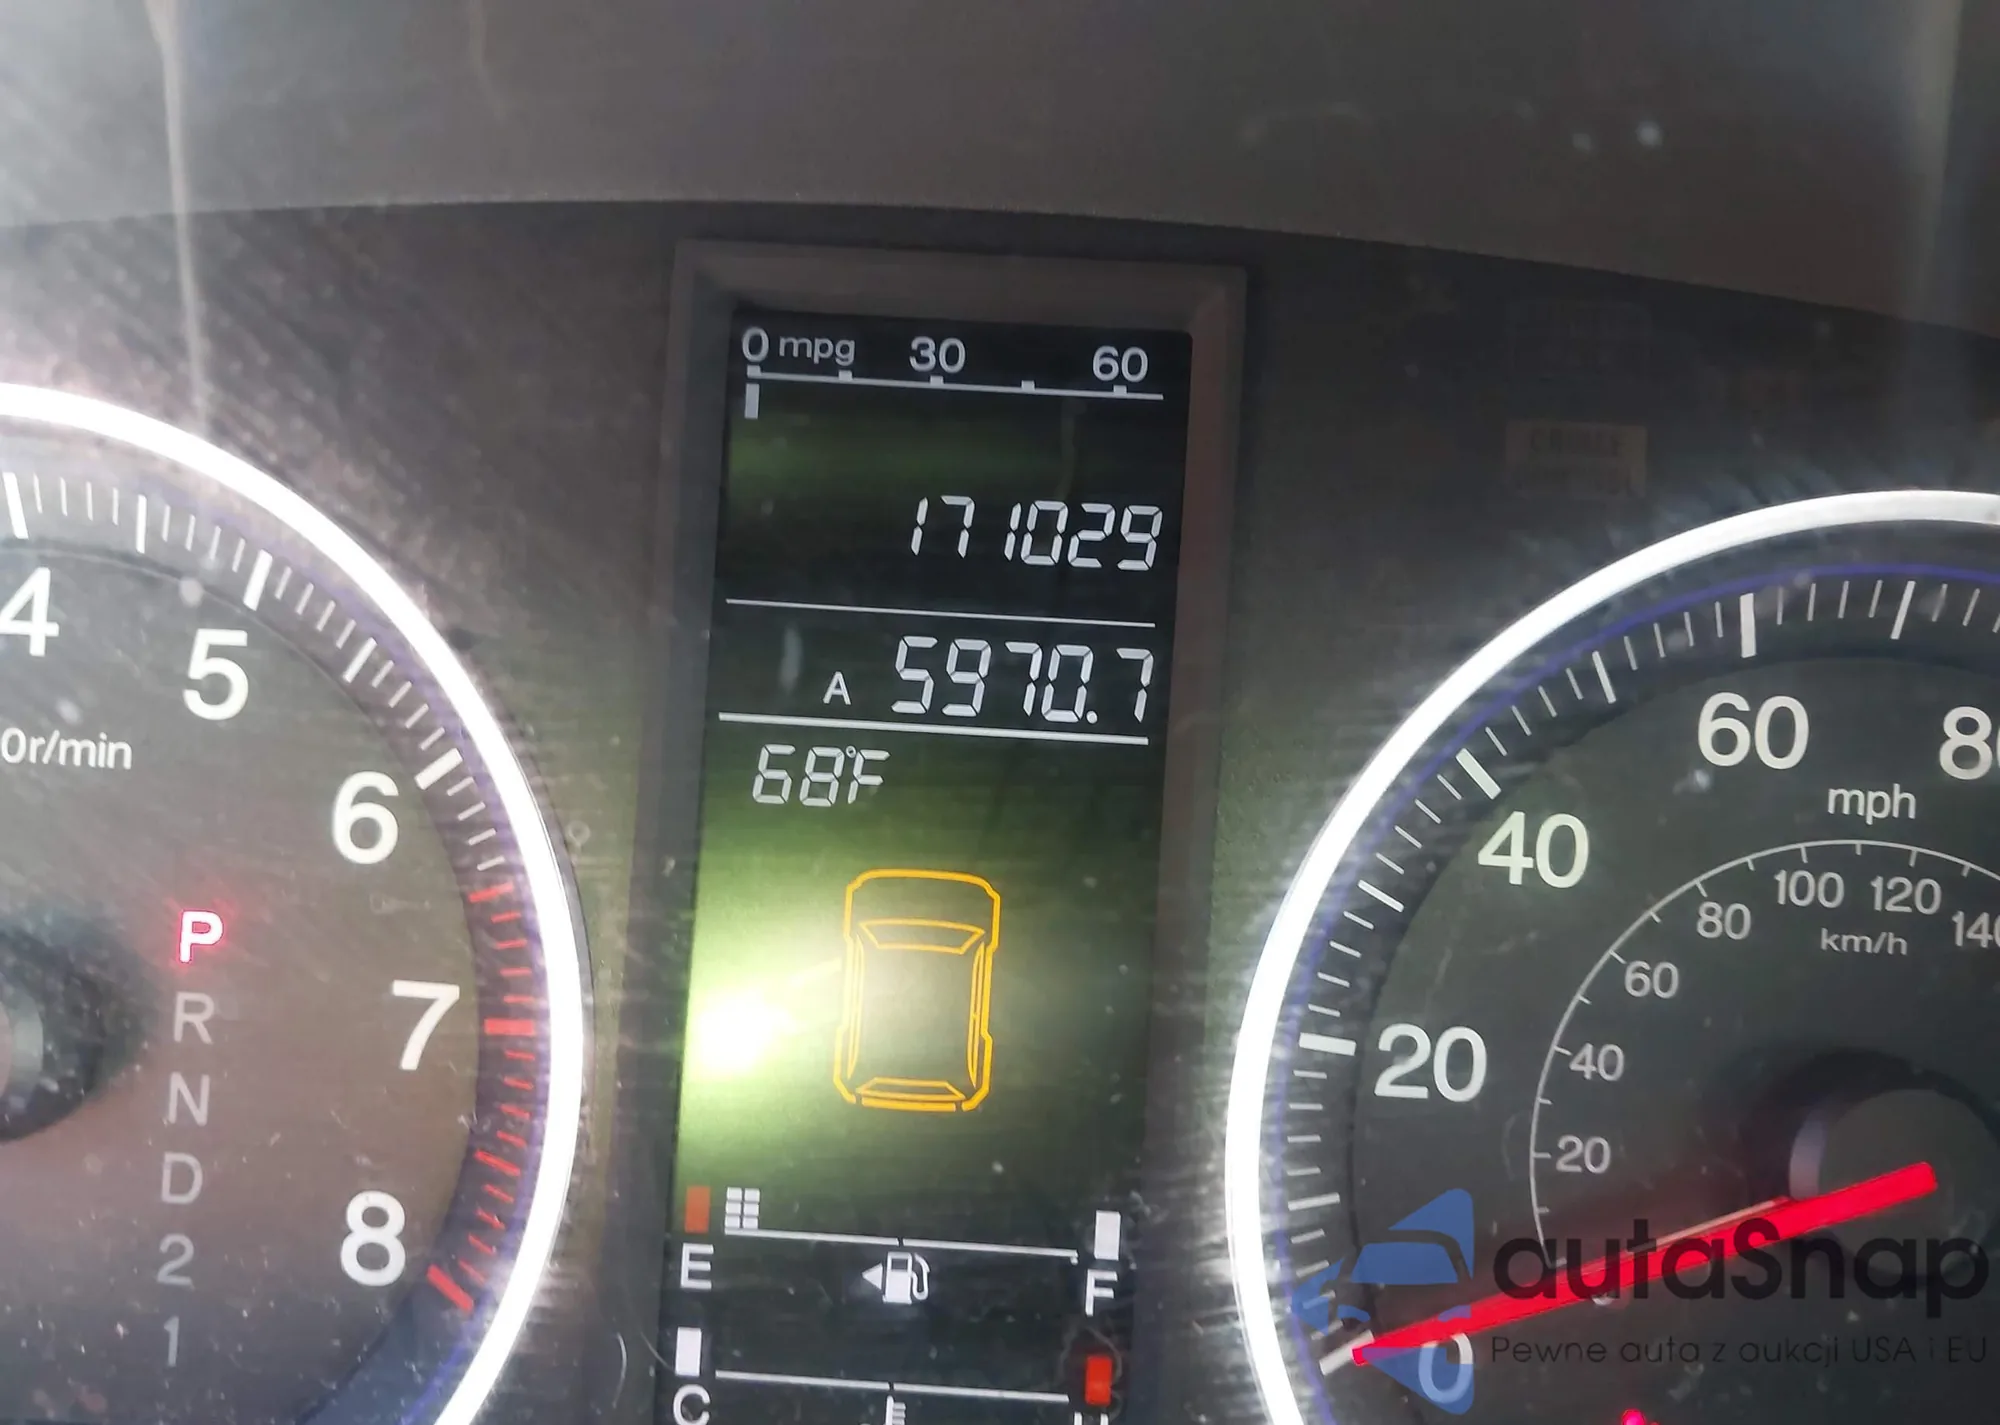 0 mpg 30 60
171029
A 5970.7
68°F
4 5 6 7 8
0r/min
P
R
N
D
2
1
E F
C
0 20 40 60
mph
20 40 60 80 100 120
km/h
autaSnap
Pewne auta z aukcji USA i EU